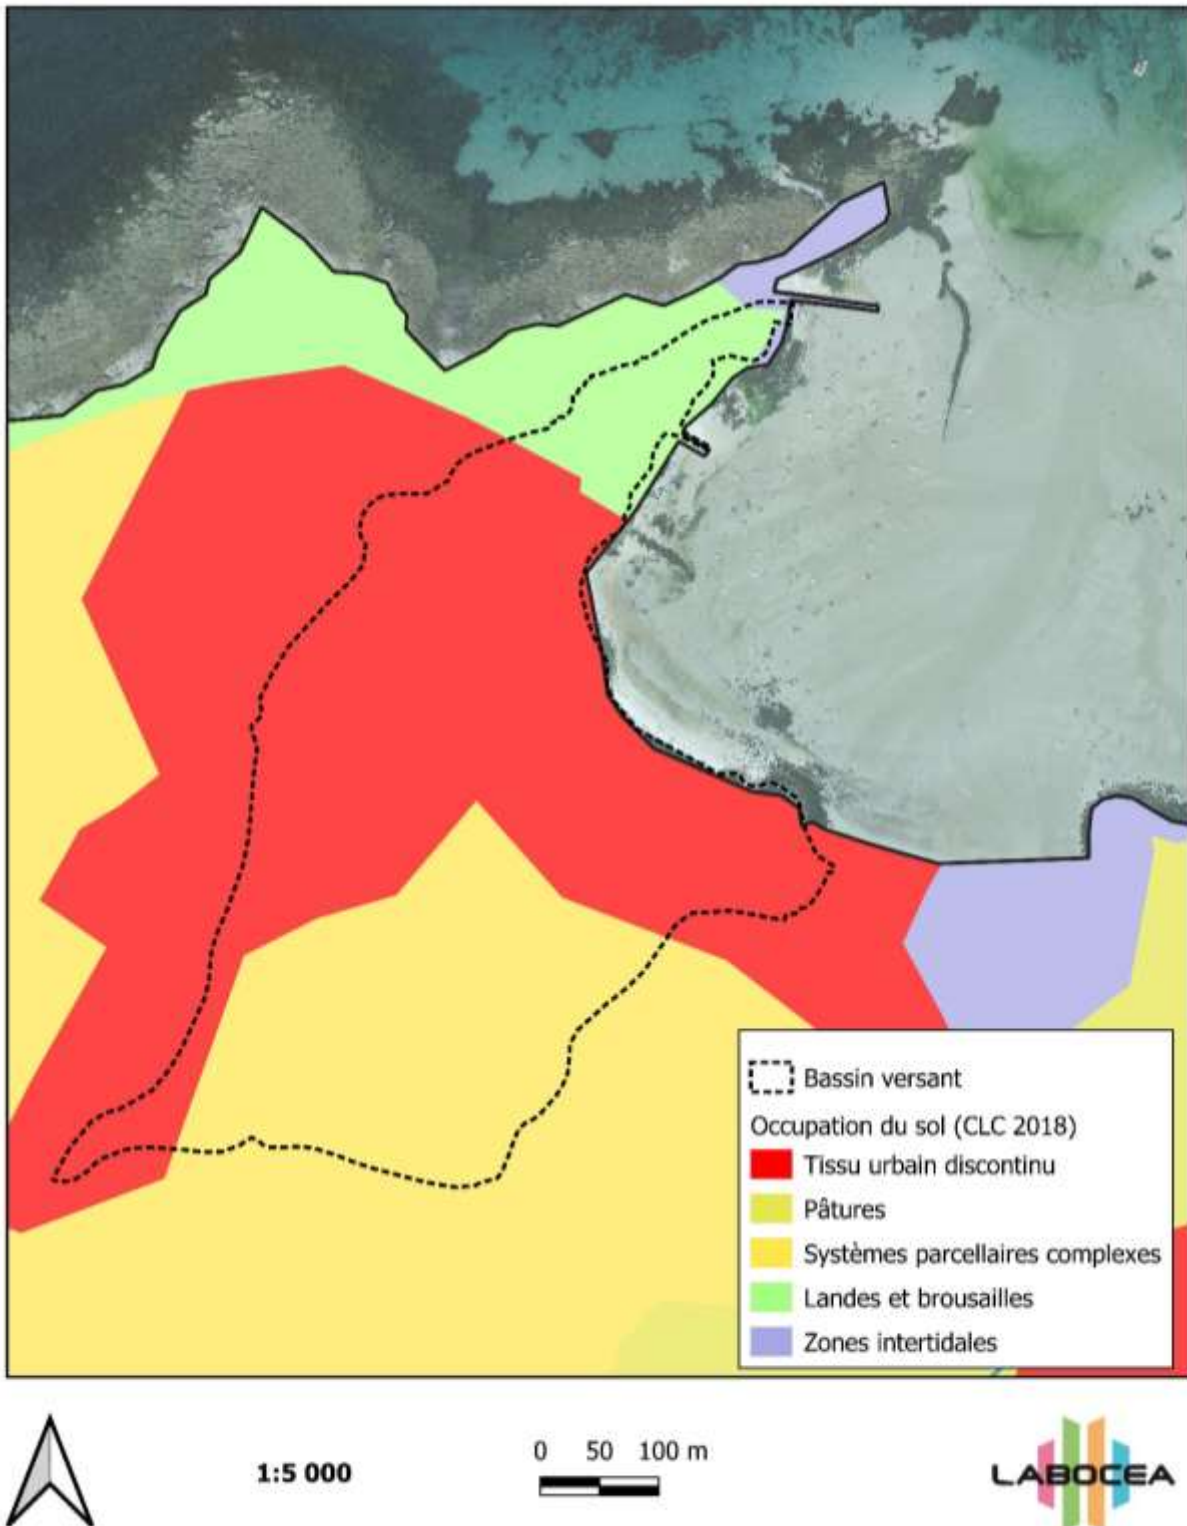 Bassin versant
Occupation du sol (CLC 2018)
Tissu urbain discontinu
Pâtures
Systèmes parcellaires complexes
Landes et brousailles
Zones intertidales
1:5 000
0 50 100 m
LABOCEA